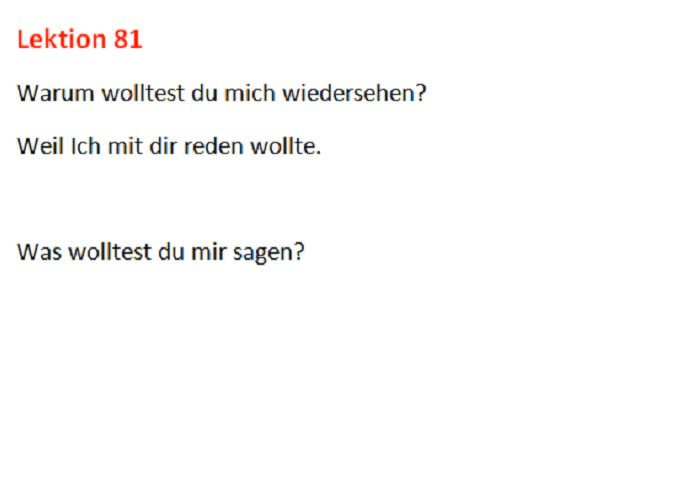 Lektion 81
Warum wolltest du mich wiedersehen?
Weil Ich mit dir reden wollte.
Was wolltest du mir sagen?